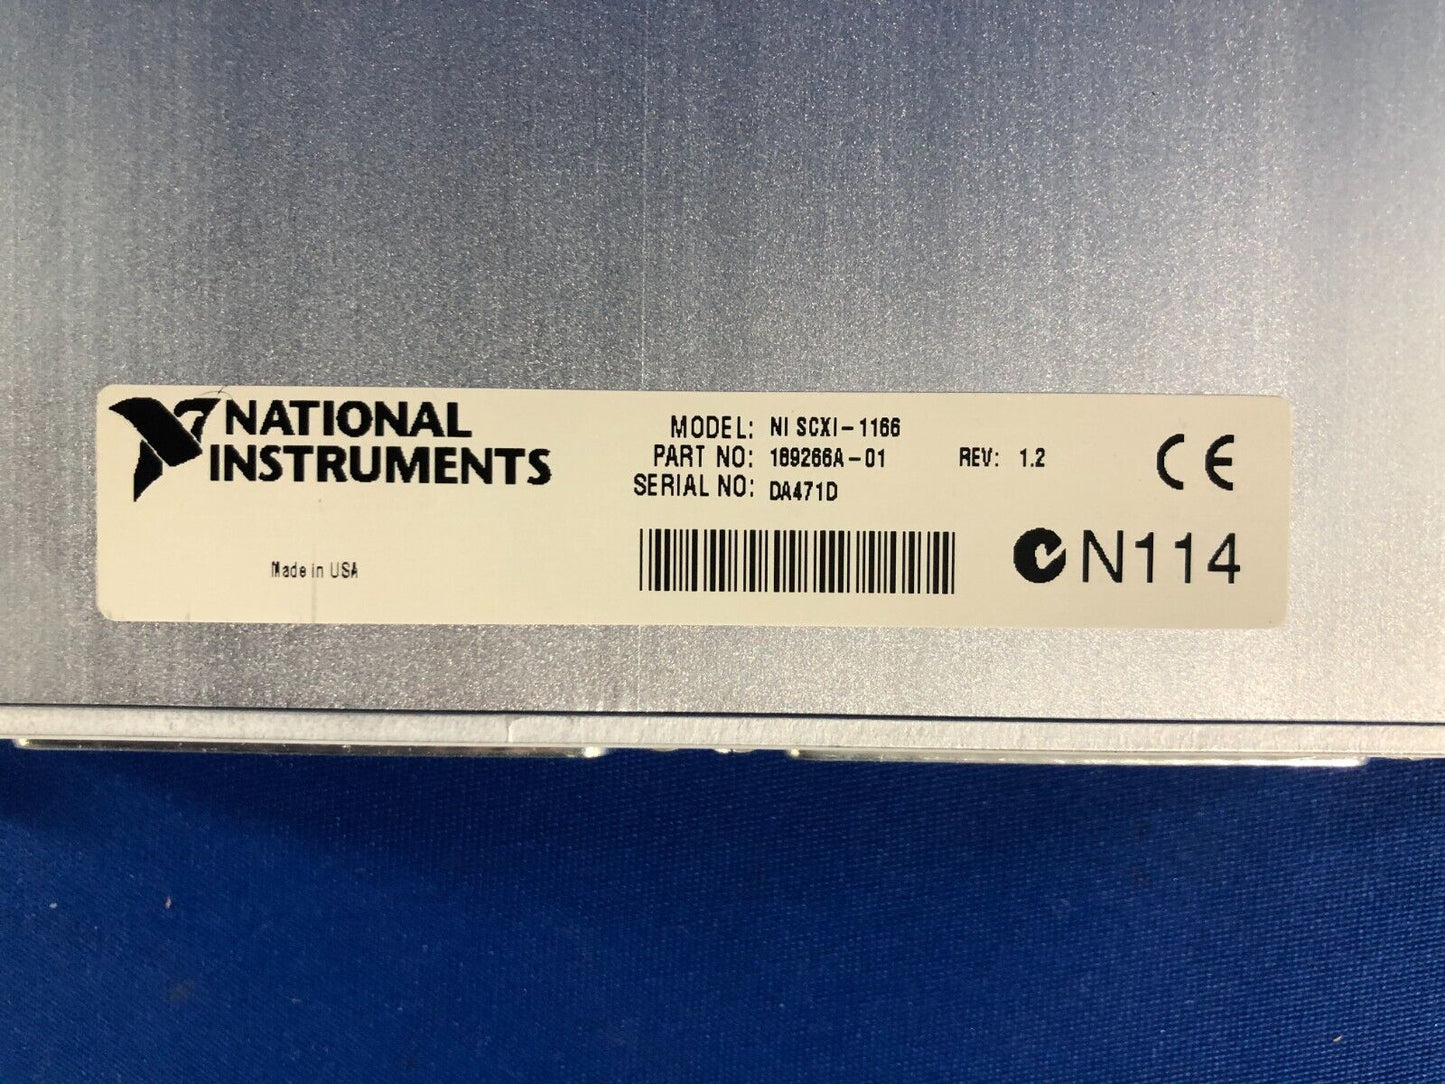 NATIONAL
INSTRUMENTS
MODEL: NI SCXI-1166
PART NO: 189266A-01 REV: 1.2
SERIAL NO: DA471D
Made in USA
CE
N114